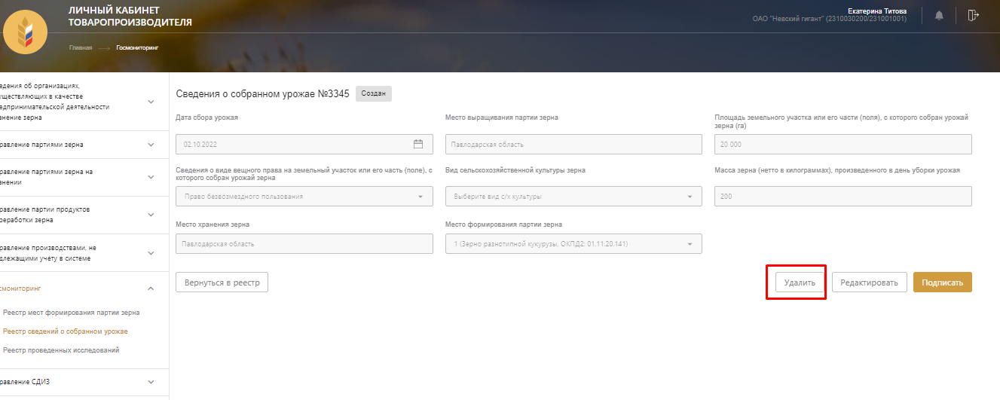 ЛИЧНЫЙ КАБИНЕТ
ТОВАРОПРОИЗВОДИТЕЛЯ
Екатерина Титова
ОАО "Невский гигант" (2310030200/231001001)
Главная
Госмониторинг
едения об организациях,
уществляющих в качестве
едпринимательской деятельности
анение зерна
равление партиями зерна
равление партиями зерна на
анении
равление партии продуктов
реработки зерна
равление производствами, не
длежащими учету в системе
смониторинг
Реестр мест формирования партии зерна
Реестр сведений о собранном урожае
Реестр проведенных исследований
равление СДИЗ
Сведения о собранном урожае №3345
Создан
Дата сбора урожая
02.10.2022
Место выращивания партии зерна
Павлодарская область
Площадь земельного участка или его части (поля), с которого собран урожай
зерна (га)
20 000
Сведения о виде вещного права на земельный участок или его часть (поле), с
которого собран урожай зерна
Право безвозмездного пользования
Вид сельскохозяйственной культуры зерна
Выберите вид с/х культуры
Масса зерна (нетто в килограммах), произведенного в день уборки урожая
200
Место хранения зерна
Павлодарская область
Место формирования партии зерна
1 (Зерно разнотипной кукурузы, ОКПД2: 01.11.20.141)
Вернуться в реестр
Удалить
Редактировать
Подписать